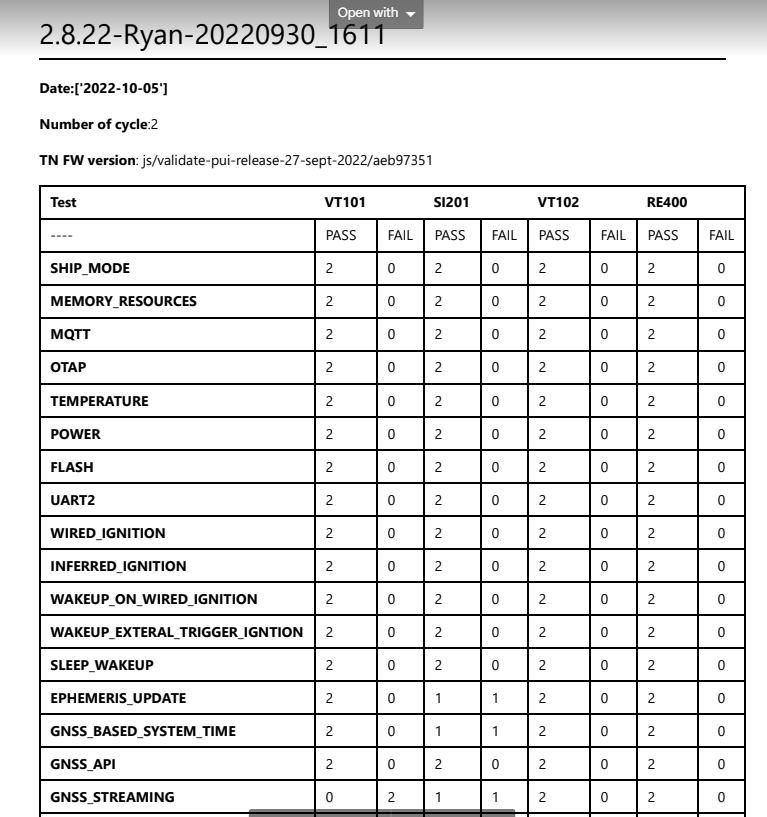 Open with
2.8.22-Ryan-20220930_1611
Date:['2022-10-05']
Number of cycle:2
TN FW version: js/validate-pui-release-27-sept-2022/aeb97351
Test VT101 SI201 VT102 RE400
---- PASS FAIL PASS FAIL PASS FAIL PASS FAIL
SHIP_MODE 2 0 2 0 2 0 2 0
MEMORY_RESOURCES 2 0 2 0 2 0 2 0
MQTT 2 0 2 0 2 0 2 0
OTAP 2 0 2 0 2 0 2 0
TEMPERATURE 2 0 2 0 2 0 2 0
POWER 2 0 2 0 2 0 2 0
FLASH 2 0 2 0 2 0 2 0
UART2 2 0 2 0 2 0 2 0
WIRED_IGNITION 2 0 2 0 2 0 2 0
INFERRED_IGNITION 2 0 2 0 2 0 2 0
WAKEUP_ON_WIRED_IGNITION 2 0 2 0 2 0 2 0
WAKEUP_EXTERAL_TRIGGER_IGNTION 2 0 2 0 2 0 2 0
SLEEP_WAKEUP 2 0 2 0 2 0 2 0
EPHEMERIS_UPDATE 2 0 1 1 2 0 2 0
GNSS_BASED_SYSTEM_TIME 2 0 1 1 2 0 2 0
GNSS_API 2 0 2 0 2 0 2 0
GNSS_STREAMING 0 2 1 1 2 0 2 0